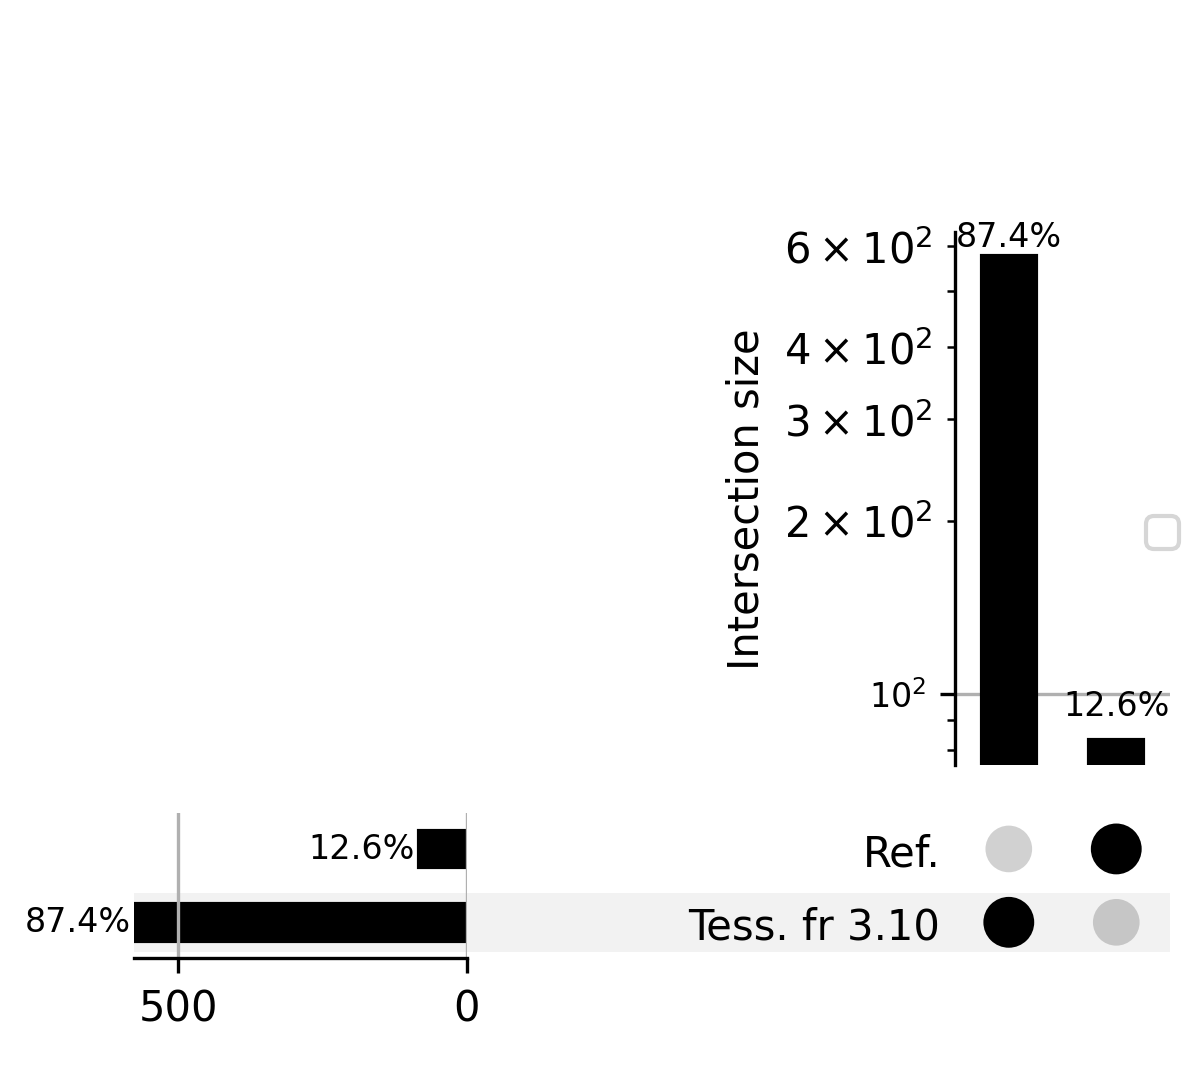 87.4%
6 × 10²
4 × 10²
3 × 10²
2 × 10²
10²
Intersection size
12.6%
12.6%
Ref.
87.4%
Tess. fr 3.10
500 0